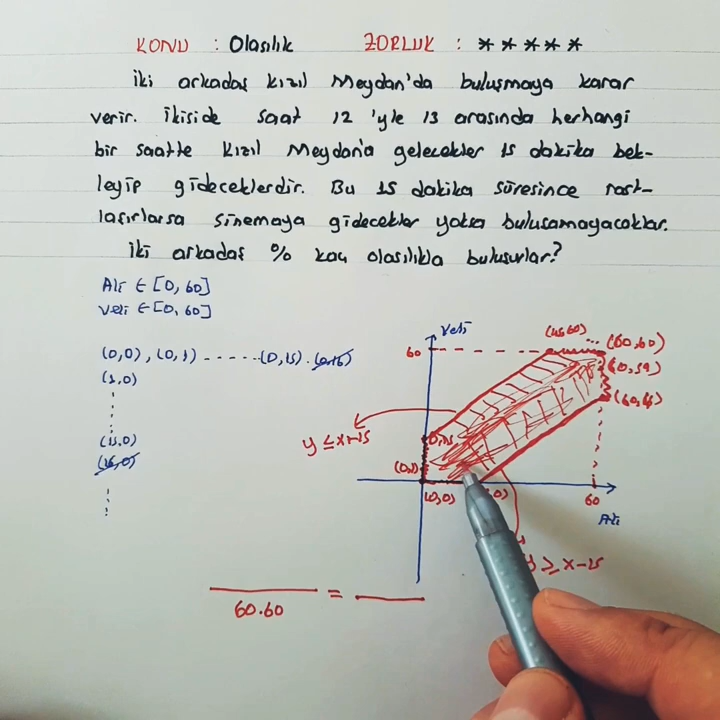 KONU : Olasılık ZORLUK : *****
İki arkadaş Kızıl Meydan'da buluşmaya karar
verir. İkiside saat 12 'yle 13 arasında herhangi
bir saatte Kızıl Meydan'a gelecekler 15 dakika bek-
leyip gideceklerdir. Bu 15 dakika süresince rast-
laşırlarsa sinemaya gidecekler yoksa buluşamayacaklar.
İki arkadaş % kaç olasılıkla buluşurlar?
Ali ∈ [0, 60]
Veli ∈ [0, 60]
Veli
(45,60)
(60,60)
60
(0,0) , (0,1) ------(0,15). (0,16)
(60,59)
(1,0)
(60,45)
y ≤ x-15
(0,15)
(15,0)
(16,0)
(0,1)
(0,0)
60
Ali
≥ x-15
60.60
=